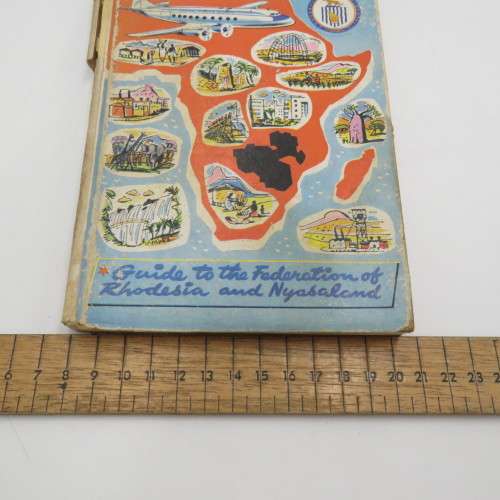 Guide to the Federation of
Rhodesia and Nyasaland
6 7 8 9 10 11 12 13 14 15 16 17 18 19 20 21 22 23 2